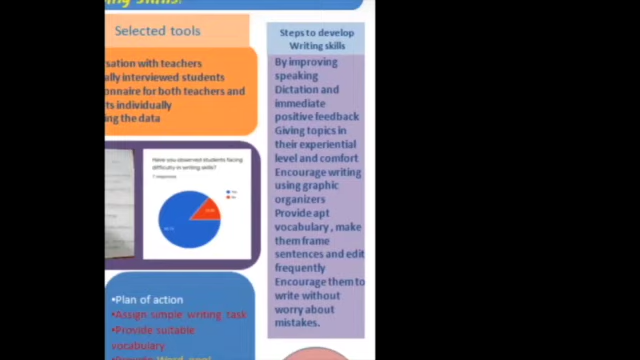 Skills.
Selected tools
rsation with teachers
ally interviewed students
onnaire for both teachers and
ts individually
ing the data
Have you observed students facing
difficulty in writing skills?
7 responses
Plan of action
•Assign simple writing task
•Provide suitable
vocabulary
Steps to develop
Writing skills
By improving
speaking
Dictation and
immediate
positive feedback
Giving topics in
their experiential
level and comfort
Encourage writing
using graphic
organizers
Provide apt
vocabulary , make
them frame
sentences and edit
frequently
Encourage them to
write without
worry about
mistakes.